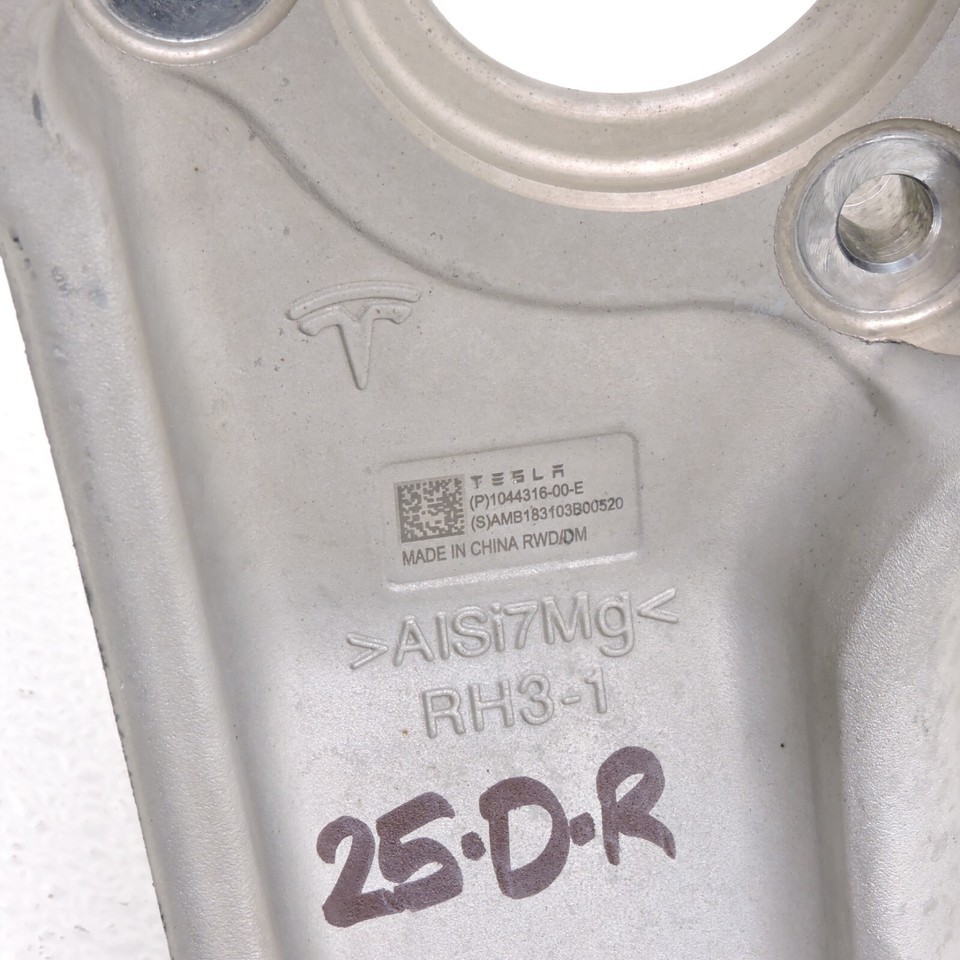 TESLA
(P)1044316-00-E
(S)AMB183103B00520
MADE IN CHINA RWD/DM
>AlSi7Mg<
RH3-1
25·D·R